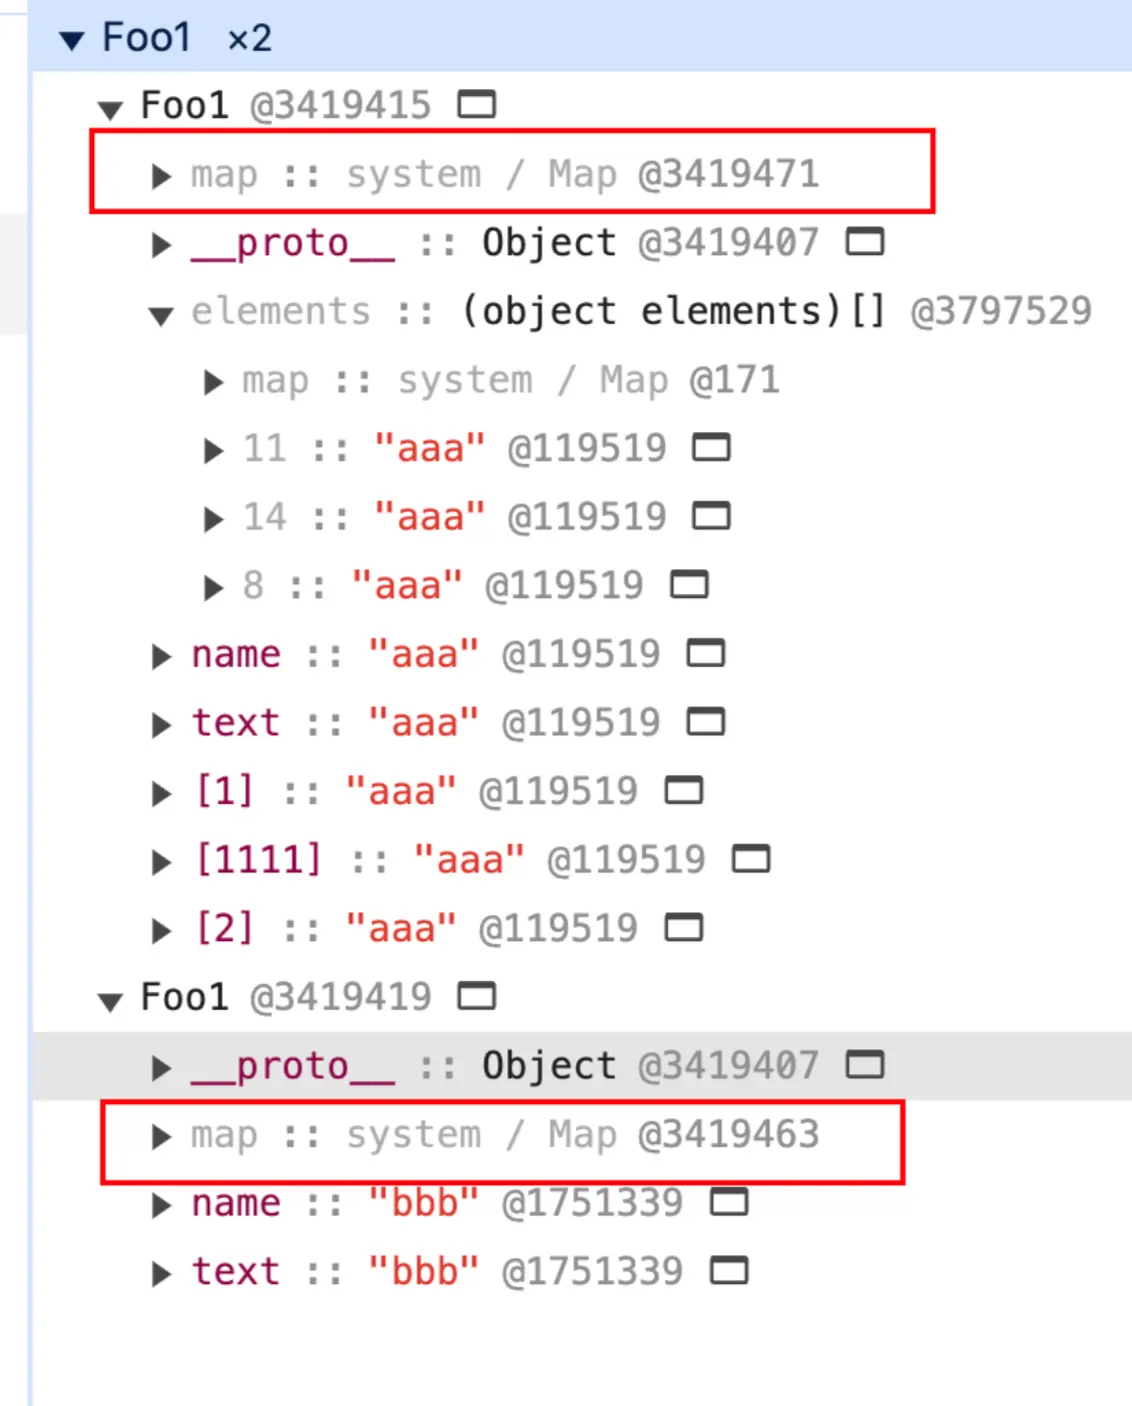 Foo1 ×2
Foo1 @3419415
map :: system / Map @3419471
__proto__ :: Object @3419407
elements :: (object elements)[] @3797529
map :: system / Map @171
11 :: "aaa" @119519
14 :: "aaa" @119519
8 :: "aaa" @119519
name :: "aaa" @119519
text :: "aaa" @119519
[1] :: "aaa" @119519
[1111] :: "aaa" @119519
[2] :: "aaa" @119519
Foo1 @3419419
__proto__ :: Object @3419407
map :: system / Map @3419463
name :: "bbb" @1751339
text :: "bbb" @1751339